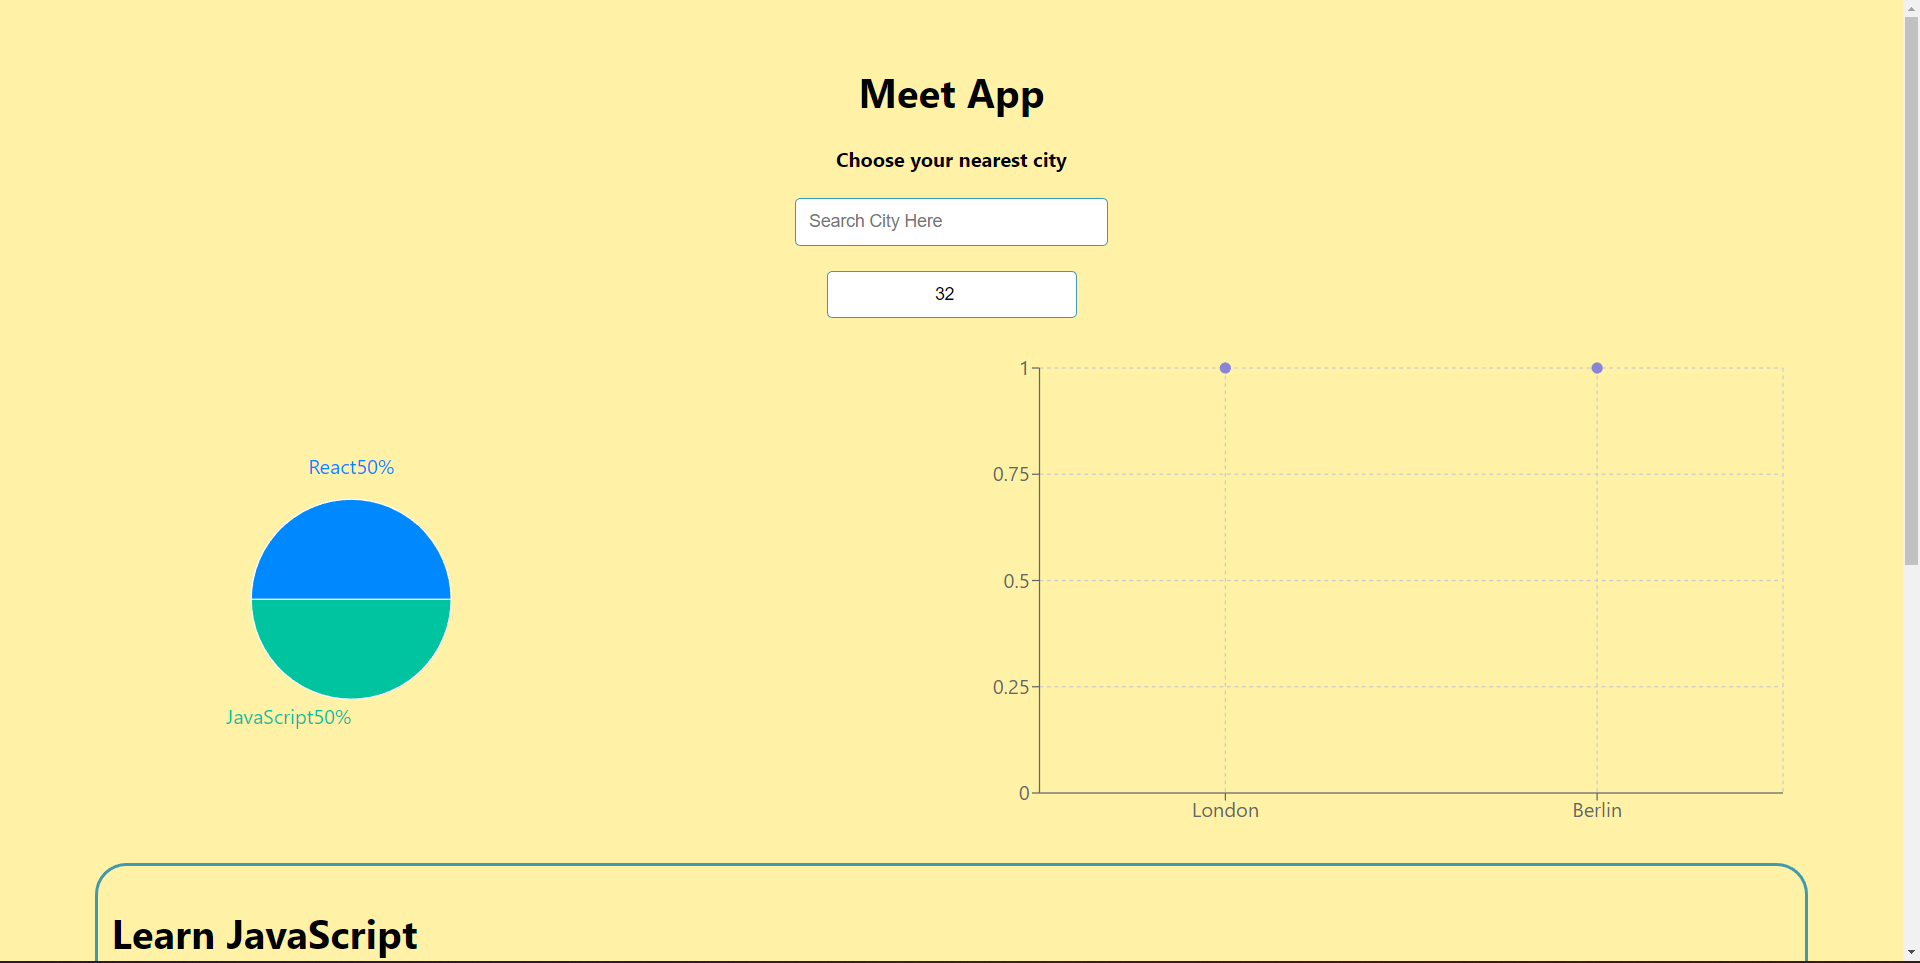 Meet App
Choose your nearest city
Search City Here
32
React50%
JavaScript50%
1
0.75
0.5
0.25
0
London Berlin
Learn JavaScript